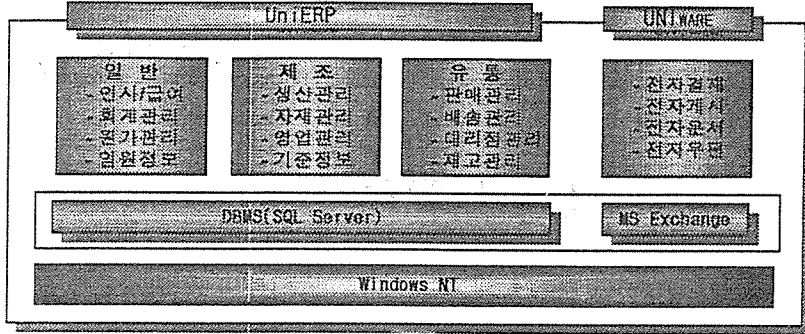 UniERP
UNIWARE
일 반
- 인사/급여
- 회계관리
- 원가관리
- 임원정보
제 조
- 생산관리
- 자재관리
- 영업관리
- 기준정보
유 통
- 판매관리
- 배송관리
- 대리점관리
- 재고관리
- 전자결재
- 전자게시
- 전자문서
- 전자우편
DBMS(SQL Server)
MS Exchange
Windows NT